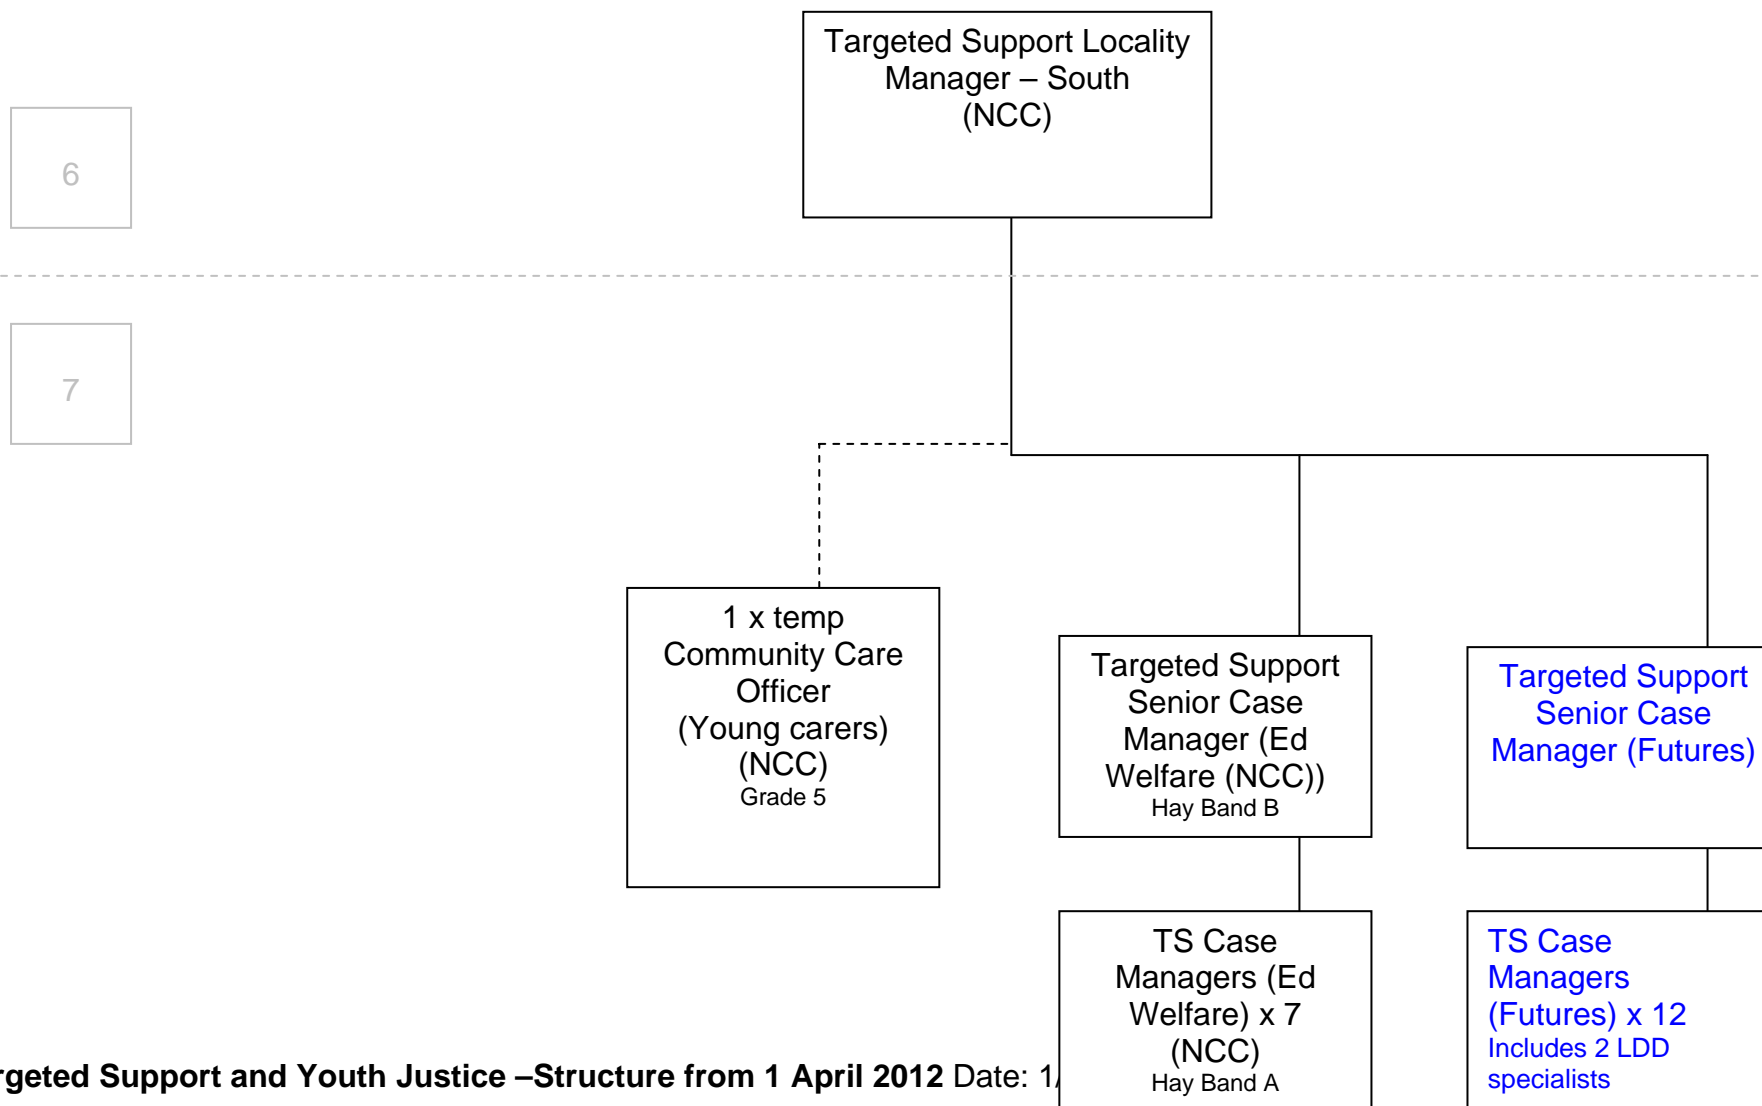 Targeted Support Locality
Manager – South
(NCC)
6
7
1 x temp
Community Care
Officer
(Young carers)
(NCC)
Grade 5
Targeted Support
Senior Case
Manager (Ed
Welfare (NCC))
Hay Band B
Targeted Support
Senior Case
Manager (Futures)
TS Case
Managers (Ed
Welfare) x 7
(NCC)
Hay Band A
TS Case
Managers
(Futures) x 12
Includes 2 LDD
specialists
rgeted Support and Youth Justice –Structure from 1 April 2012 Date: 1/